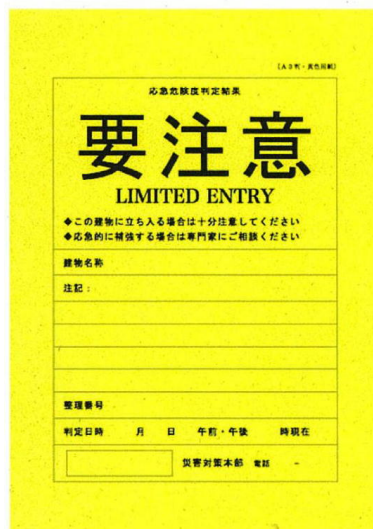 (A3判・黄色用紙)
応急危険度判定結果
要注意
LIMITED ENTRY
◆この建物に立ち入る場合は十分注意してください
◆応急的に補強する場合は専門家にご相談ください
建物名称
注記：
整理番号
判定日時　月　日　午前・午後　時現在
災害対策本部　電話　-